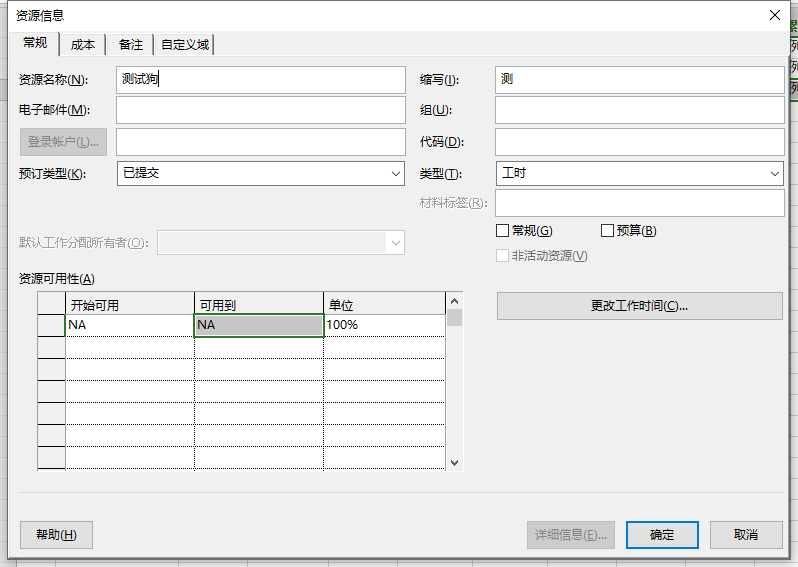 资源信息
常规 成本 备注 自定义域
资源名称(N): 测试狗 缩写(I): 测
电子邮件(M): 组(U):
登录帐户(L)... 代码(D):
预订类型(K): 已提交 类型(T): 工时
材料标签(R):
常规(G) 预算(B)
默认工作分配所有者(O): 非活动资源(V)
资源可用性(A)
开始可用 可用到 单位 更改工作时间(C)...
NA NA 100%
帮助(H) 详细信息(E)... 确定 取消